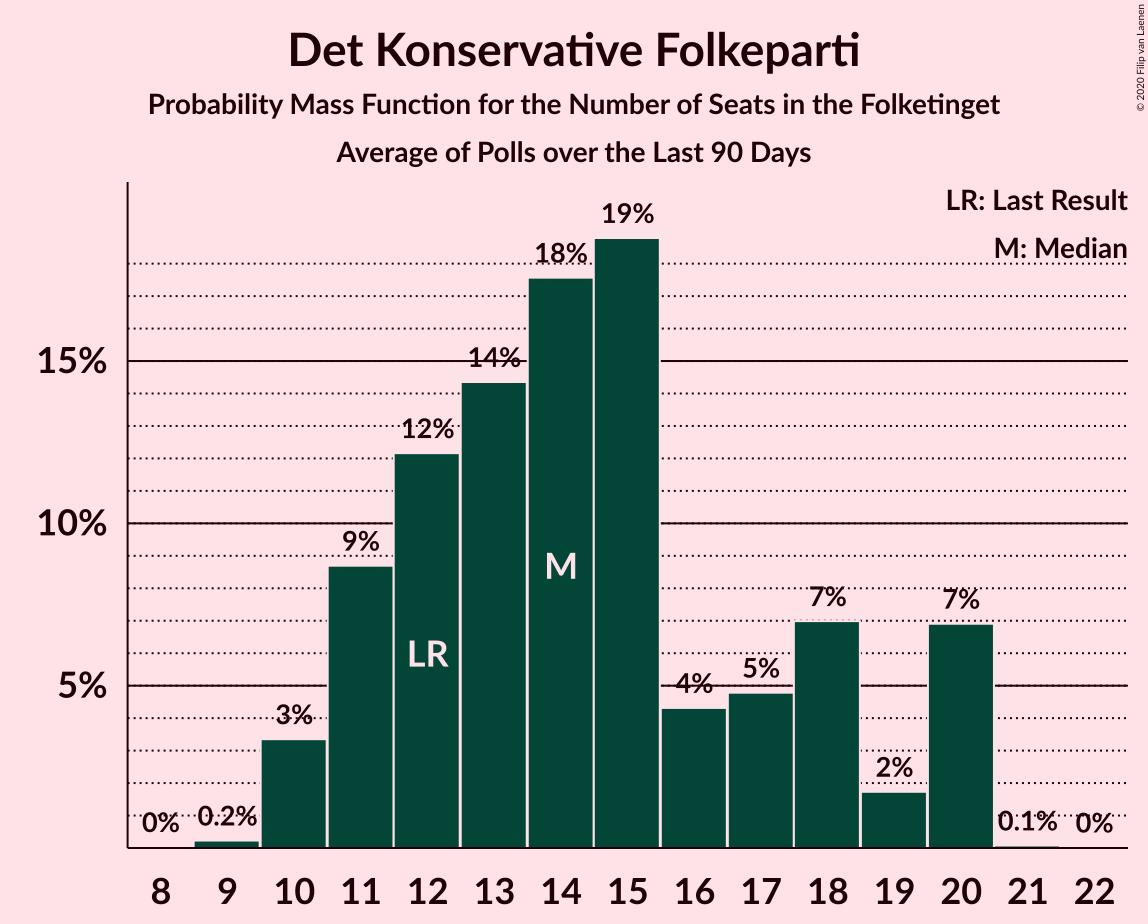 Det Konservative Folkeparti
Probability Mass Function for the Number of Seats in the Folketinget
Average of Polls over the Last 90 Days
© 2020 Filip van Laenen
LR: Last Result
M: Median
19%
18%
15%
14%
12%
10%
9%
M
7%
7%
LR
5%
5%
4%
3%
2%
0%
0.2%
0.1%
0%
8 9 10 11 12 13 14 15 16 17 18 19 20 21 22